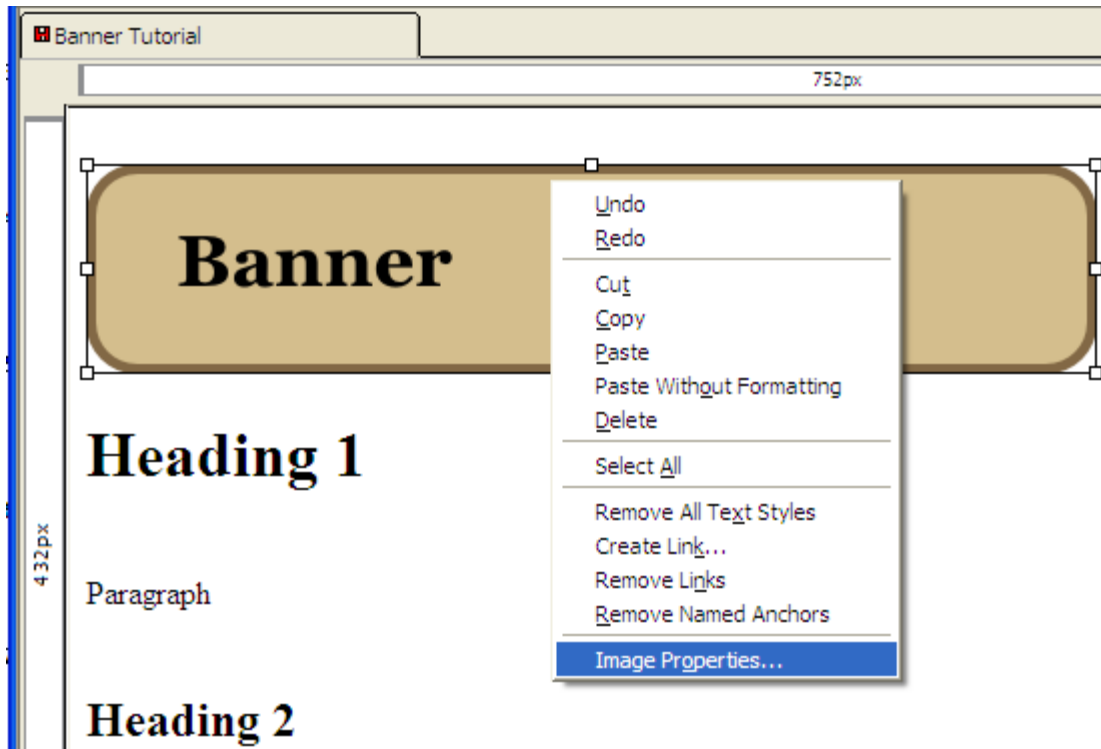 Banner Tutorial
752px
Banner
Undo
Redo
Cut
Copy
Paste
Paste Without Formatting
Delete
Select All
Remove All Text Styles
Create Link...
Remove Links
Remove Named Anchors
Image Properties...
Heading 1
432px
Paragraph
Heading 2